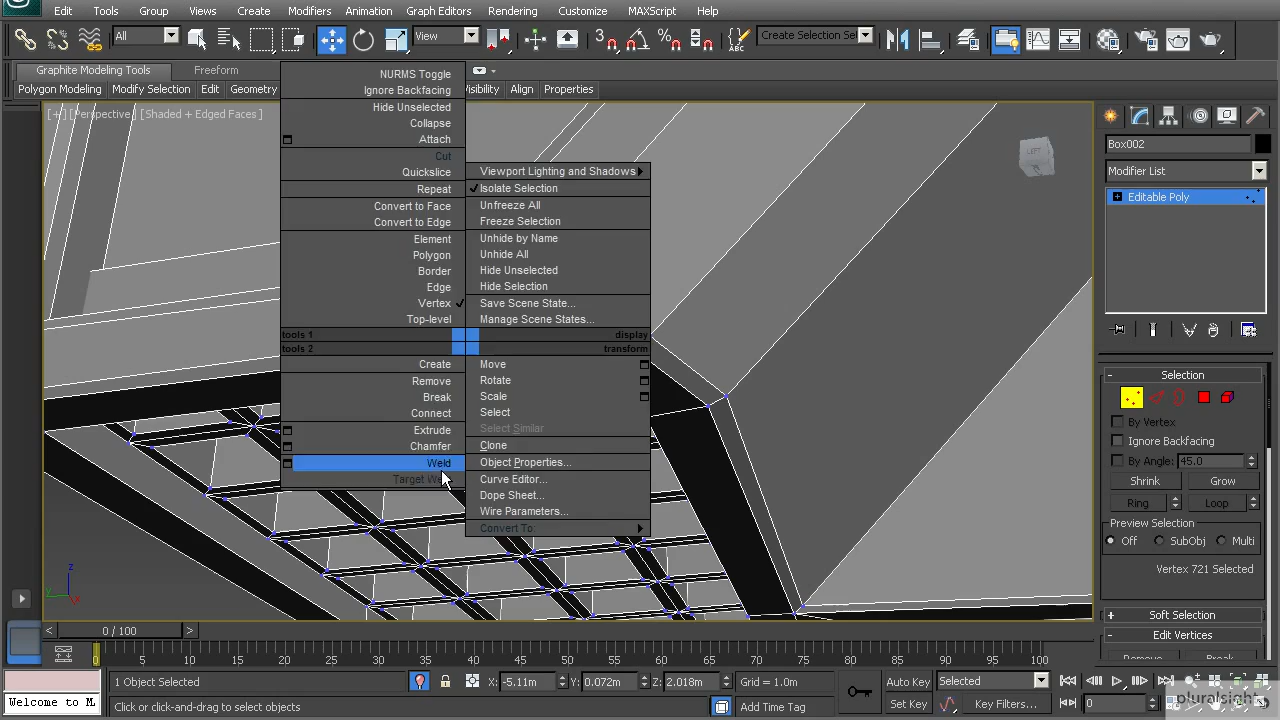 Edit Tools Group Views Create Modifiers Animation Graph Editors Rendering Customize MAXScript Help
All View Create Selection Se
Graphite Modeling Tools Freeform
Polygon Modeling Modify Selection Edit Geometry isibility Align Properties
[+] [Perspective] [Shaded + Edged Faces]
NURMS Toggle
Ignore Backfacing
Hide Unselected
Collapse
Attach
Cut
Quickslice
Repeat
Convert to Face
Convert to Edge
Element
Polygon
Border
Edge
Vertex
Top-level
tools 1
tools 2
Create
Remove
Break
Connect
Extrude
Chamfer
Weld
Target We
Viewport Lighting and Shadows
Isolate Selection
Unfreeze All
Freeze Selection
Unhide by Name
Unhide All
Hide Unselected
Hide Selection
Save Scene State...
Manage Scene States...
display
transform
Move
Rotate
Scale
Select
Select Similar
Clone
Object Properties...
Curve Editor...
Dope Sheet...
Wire Parameters...
Convert To:
LEFT
Box002
Modifier List
Editable Poly
Selection
By Vertex
Ignore Backfacing
By Angle: 45.0
Shrink Grow
Ring Loop
Preview Selection
Off SubObj Multi
Vertex 721 Selected
Soft Selection
Edit Vertices
Remove Break
z
y
x
0 / 100
0 5 10 15 20 25 30 35 40 45 50 55 60 65 70 75 80 85 90 95 100
1 Object Selected X: -5.11m Y: 0.072m Z: 2.018m Grid = 1.0m Auto Key Selected
Welcome to M Click or click-and-drag to select objects Add Time Tag Set Key Key Filters... 0
pluralsight